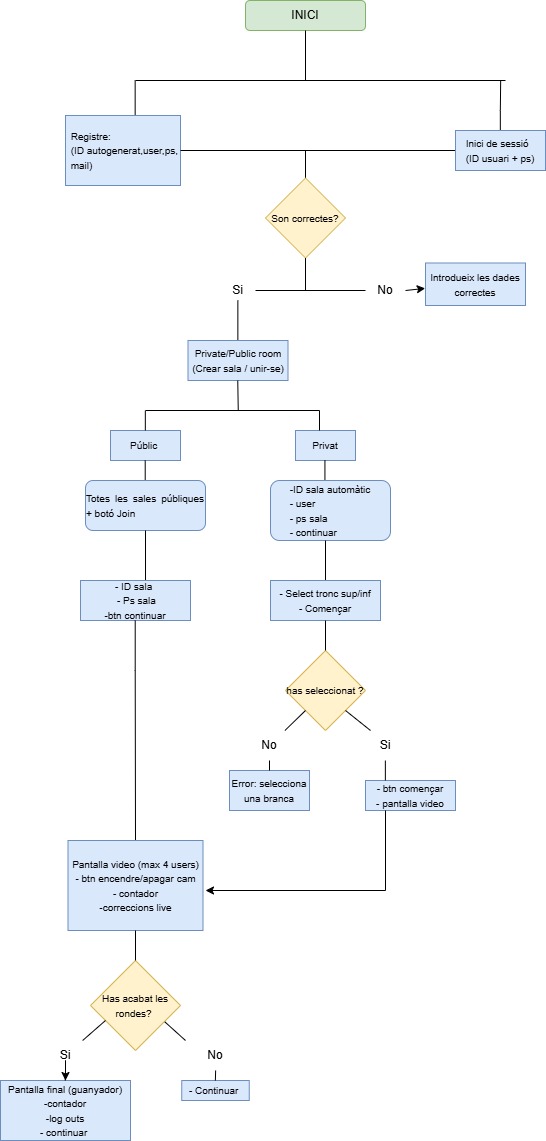 INICI
Registre:
(ID autogenerat,user,ps,
mail)
Inici de sessió
(ID usuari + ps)
Son correctes?
Si
No
Introdueix les dades
correctes
Private/Public room
(Crear sala / unir-se)
Públic
Privat
Totes les sales públiques
+ botó Join
-ID sala automàtic
- user
- ps sala
- continuar
- ID sala
- Ps sala
-btn continuar
- Select tronc sup/inf
- Començar
has seleccionat ?
No
Si
Error: selecciona
una branca
- btn començar
- pantalla video
Pantalla video (max 4 users)
- btn encendre/apagar cam
- contador
-correccions live
Has acabat les
rondes?
Si
No
Pantalla final (guanyador)
-contador
-log outs
- continuar
- Continuar